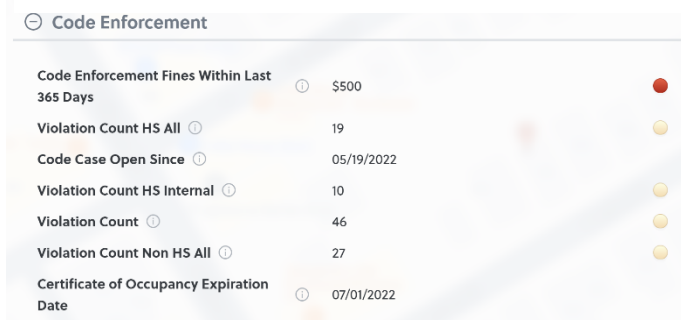 Code Enforcement
Code Enforcement Fines Within Last
365 Days
$500
Violation Count HS All
19
Code Case Open Since
05/19/2022
Violation Count HS Internal
10
Violation Count
46
Violation Count Non HS All
27
Certificate of Occupancy Expiration
Date
07/01/2022